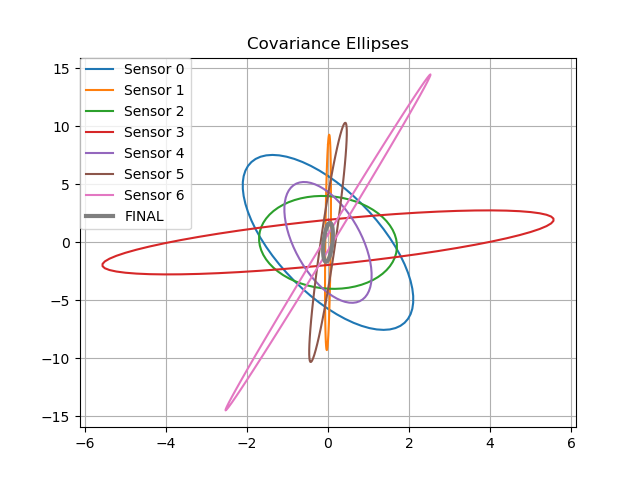 Covariance Ellipses
Sensor 0
Sensor 1
Sensor 2
Sensor 3
Sensor 4
Sensor 5
Sensor 6
FINAL
15
10
5
0
−5
−10
−15
−6 −4 −2 0 2 4 6